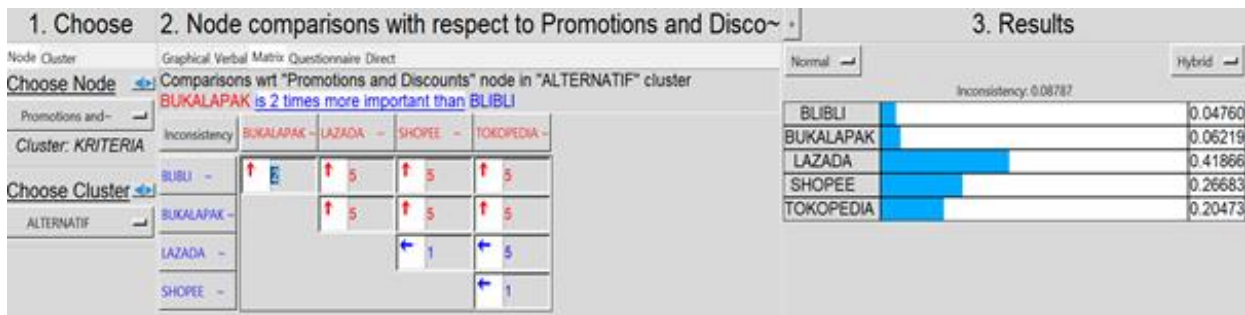 1. Choose
Node Cluster
Choose Node
Promotions and~
Cluster: KRITERIA
Choose Cluster
ALTERNATIF
2. Node comparisons with respect to Promotions and Disco~
Graphical Verbal Matrix Questionnaire Direct
Comparisons wrt "Promotions and Discounts" node in "ALTERNATIF" cluster
BUKALAPAK is 2 times more important than BLIBLI
Inconsistency BUKALAPAK ~ LAZADA ~ SHOPEE ~ TOKOPEDIA ~
BLIBLI ~ 2 5 5 5
BUKALAPAK ~ 5 5 5
LAZADA ~ 1 5
SHOPEE ~ 1
3. Results
Normal Hybrid
Inconsistency: 0.08787
BLIBLI 0.04760
BUKALAPAK 0.06219
LAZADA 0.41866
SHOPEE 0.26683
TOKOPEDIA 0.20473